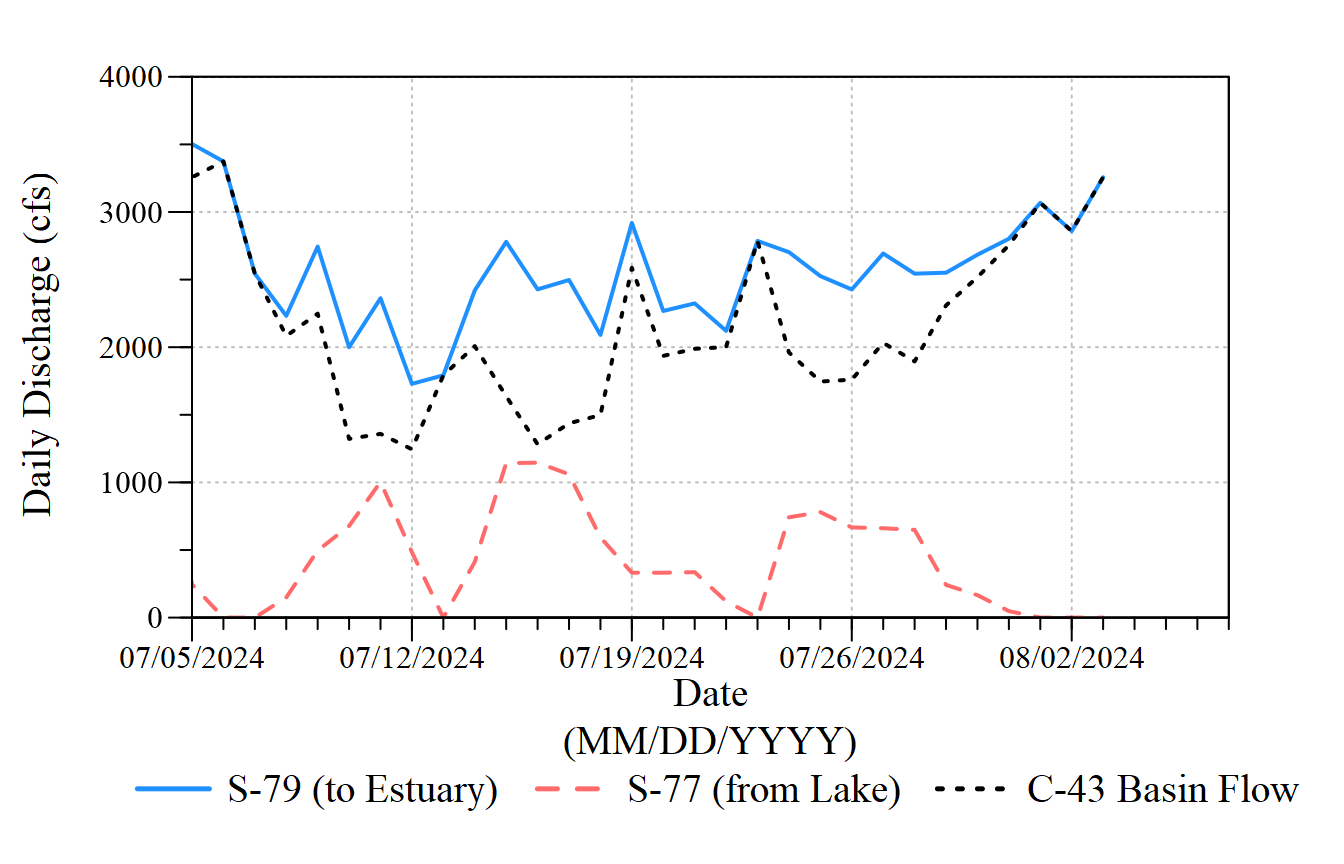 4000
3000
2000
1000
0
Daily Discharge (cfs)
07/05/2024 07/12/2024 07/19/2024 07/26/2024 08/02/2024
Date
(MM/DD/YYYY)
S-79 (to Estuary) S-77 (from Lake) C-43 Basin Flow